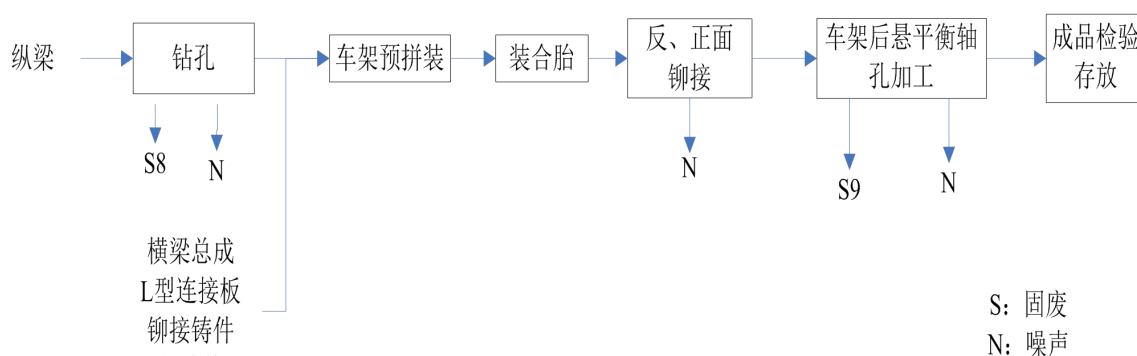 纵梁
钻孔
车架预拼装
装合胎
反、正面
铆接
车架后悬平衡轴
孔加工
成品检验
存放
S8
N
N
S9
N
横梁总成
L型连接板
铆接铸件
S：固废
N：噪声